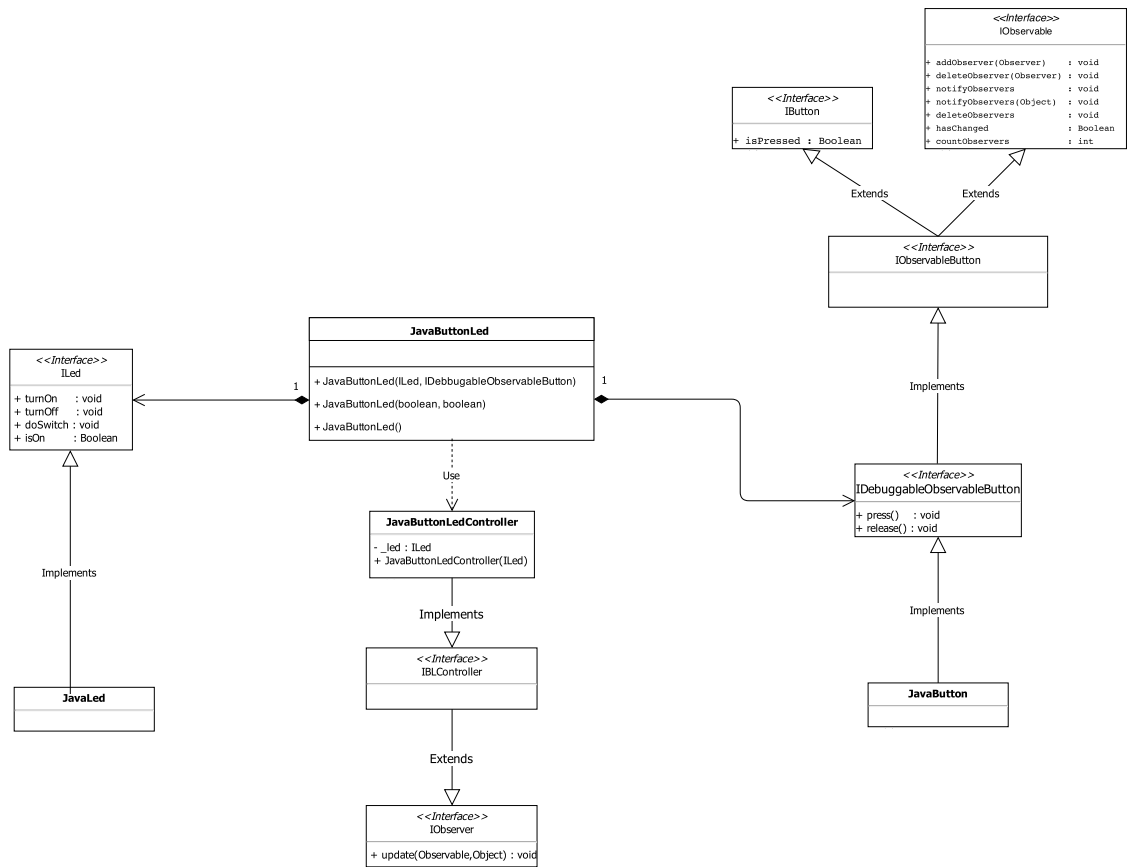 <<Interface>>
IObservable
+ addObserver(Observer) : void
+ deleteObserver(Observer) : void
+ notifyObservers : void
+ notifyObservers(Object) : void
+ deleteObservers : void
+ hasChanged : Boolean
+ countObservers : int
<<Interface>>
IButton
+ isPressed : Boolean
Extends
Extends
<<Interface>>
IObservableButton
Implements
JavaButtonLed
+ JavaButtonLed(ILed, IDebbugableObservableButton)
+ JavaButtonLed(boolean, boolean)
+ JavaButtonLed()
1
1
<<Interface>>
ILed
+ turnOn : void
+ turnOff : void
+ doSwitch : void
+ isOn : Boolean
Use
<<Interface>>
IDebuggableObservableButton
+ press() : void
+ release() : void
JavaButtonLedController
- _led : ILed
+ JavaButtonLedController(ILed)
Implements
Implements
Implements
<<Interface>>
IBLController
JavaLed
JavaButton
Extends
<<Interface>>
IObserver
+ update(Observable,Object) : void